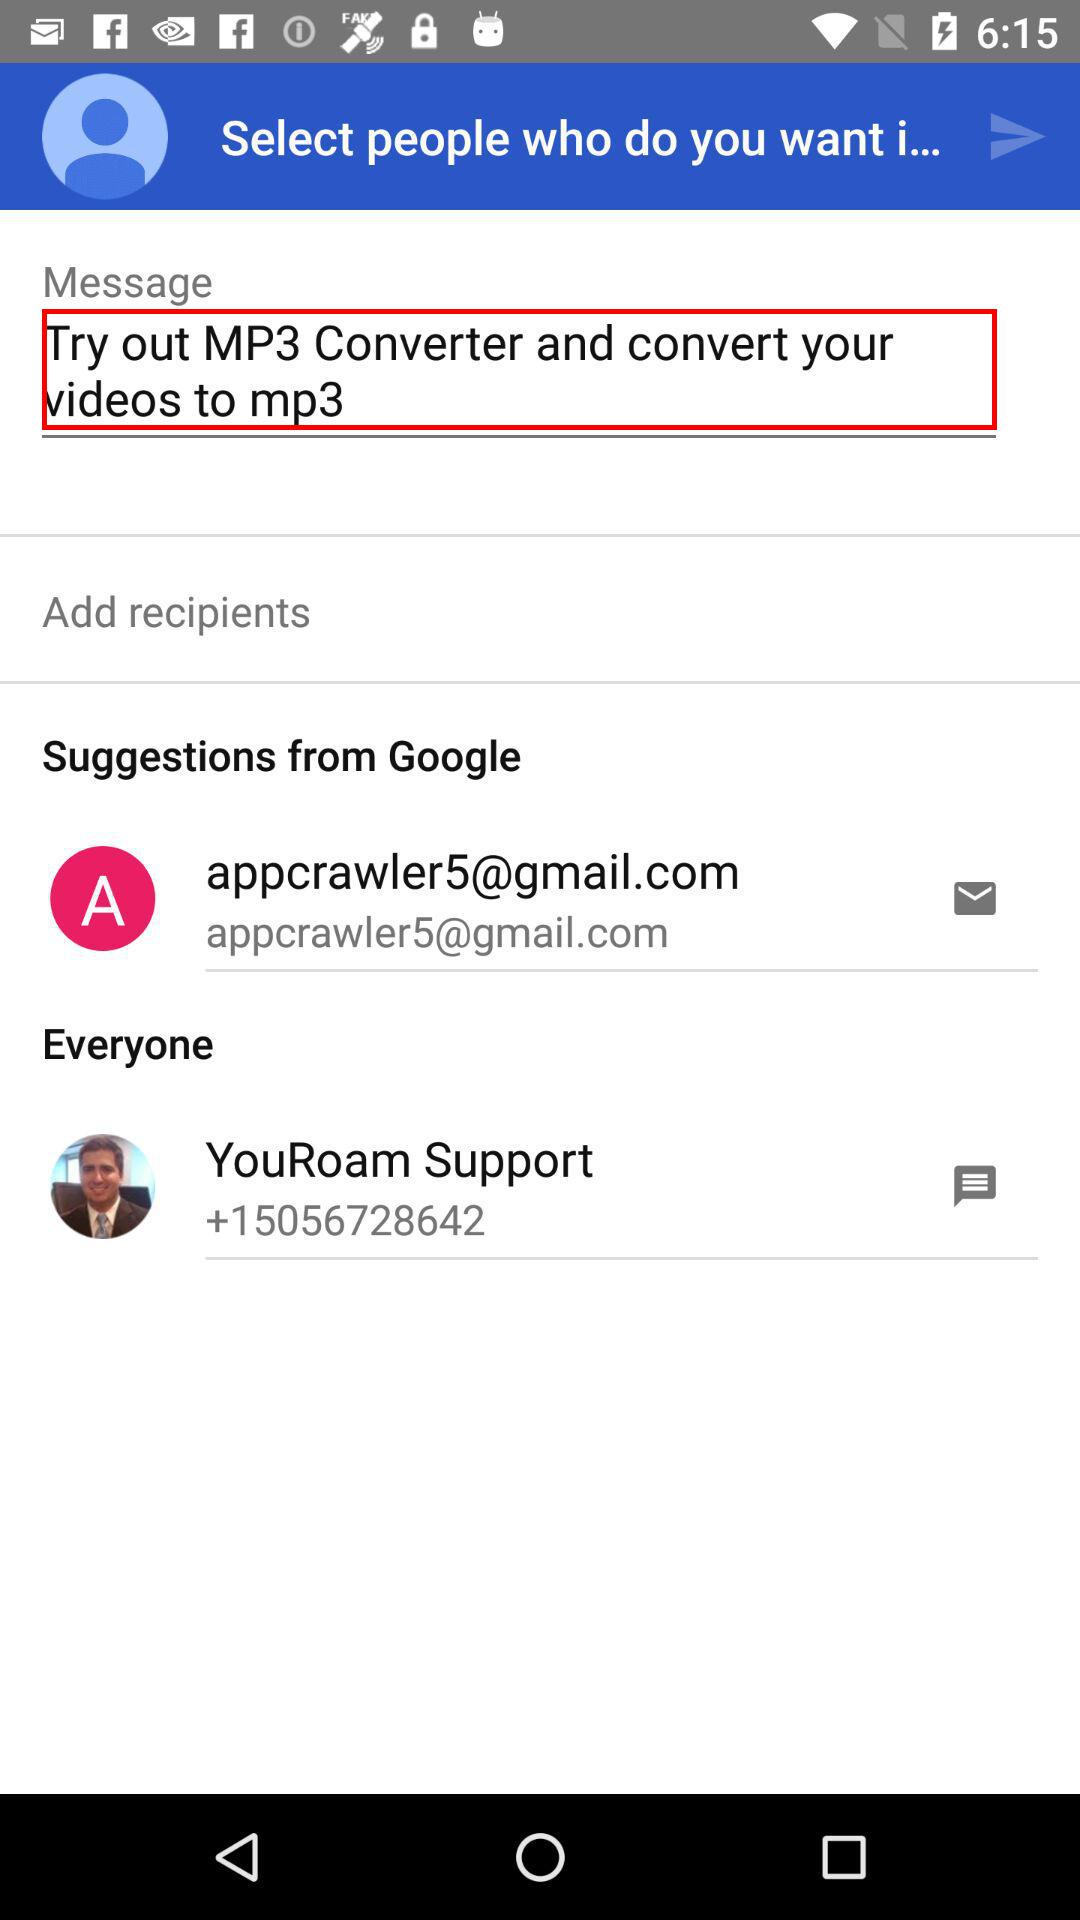 FAKE
6:15
Select people who do you want i...
Message
Try out MP3 Converter and convert your
videos to mp3
Add recipients
Suggestions from Google
A
appcrawler5@gmail.com
appcrawler5@gmail.com
Everyone
YouRoam Support
+15056728642